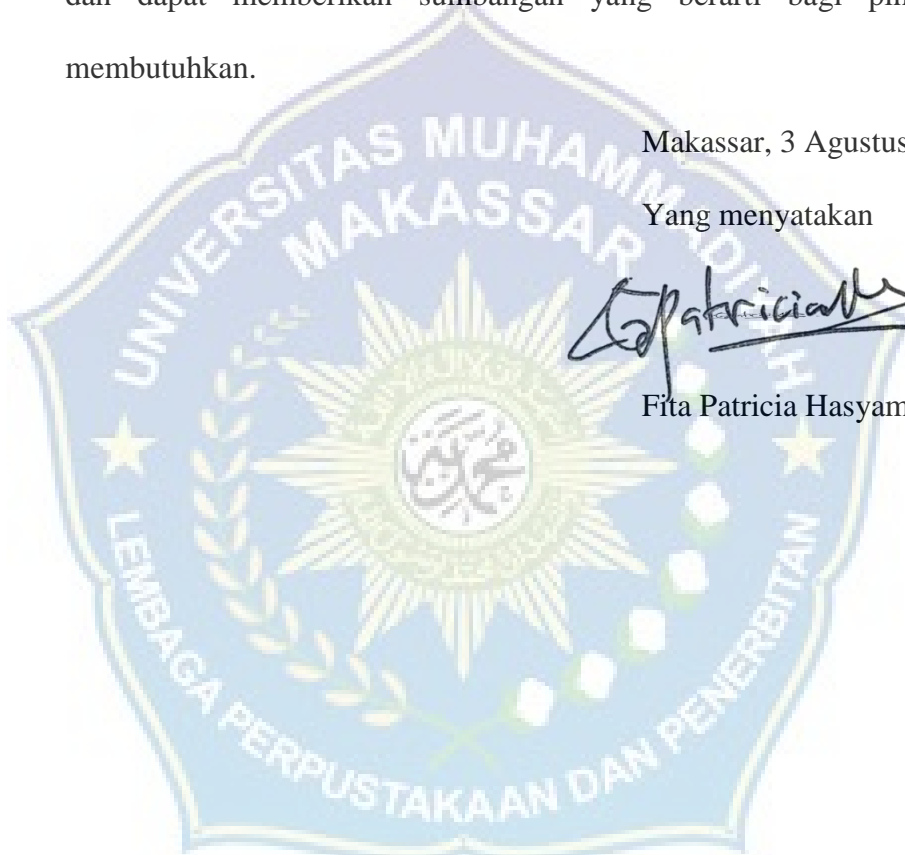 dan dapat memberikan sumbangan yang berarti bagi
membutuhkan.
Makassar, 3 Agustus
Yang menyatakan
Fita Patricia Hasyam
UNIVERSITAS MUHAMMADIYAH
MAKASSAR
LEMBAGA PERPUSTAKAAN DAN PENERBITAN
محمد